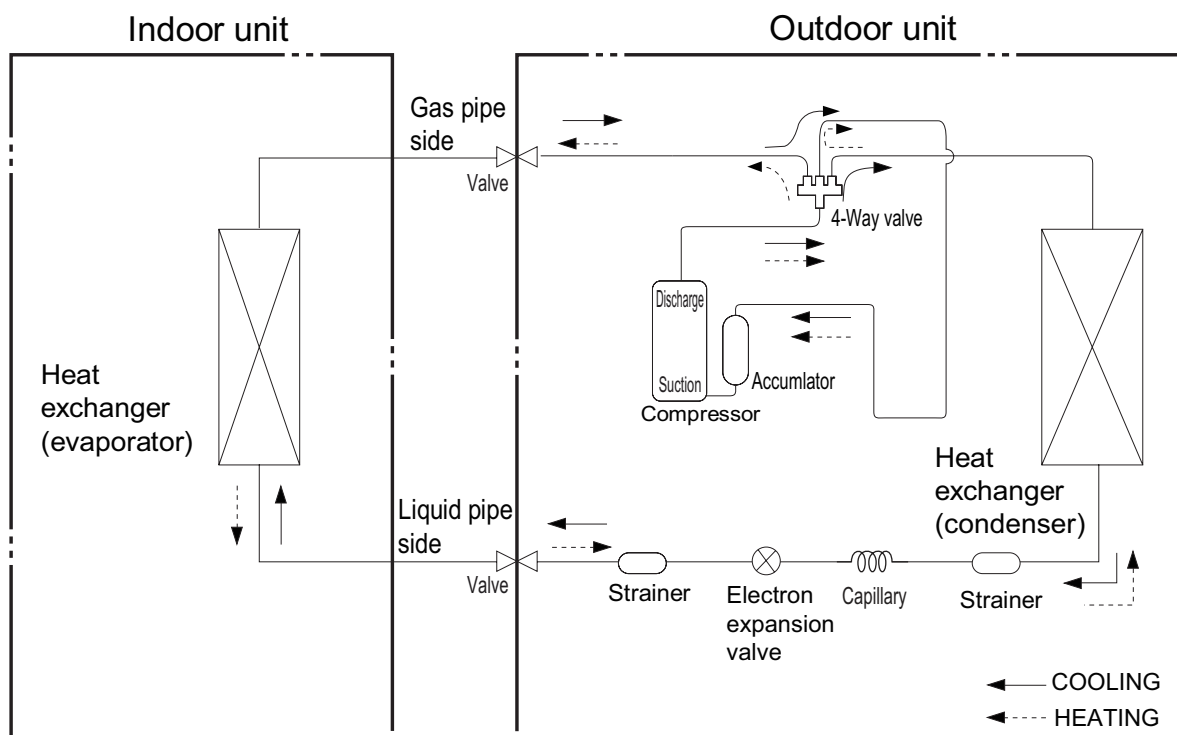 Indoor unit
Outdoor unit
Gas pipe
side
Valve
4-Way valve
Discharge
Suction
Accumlator
Compressor
Heat
exchanger
(evaporator)
Heat
exchanger
(condenser)
Liquid pipe
side
Valve
Strainer
Electron
expansion
valve
Capillary
Strainer
COOLING
HEATING